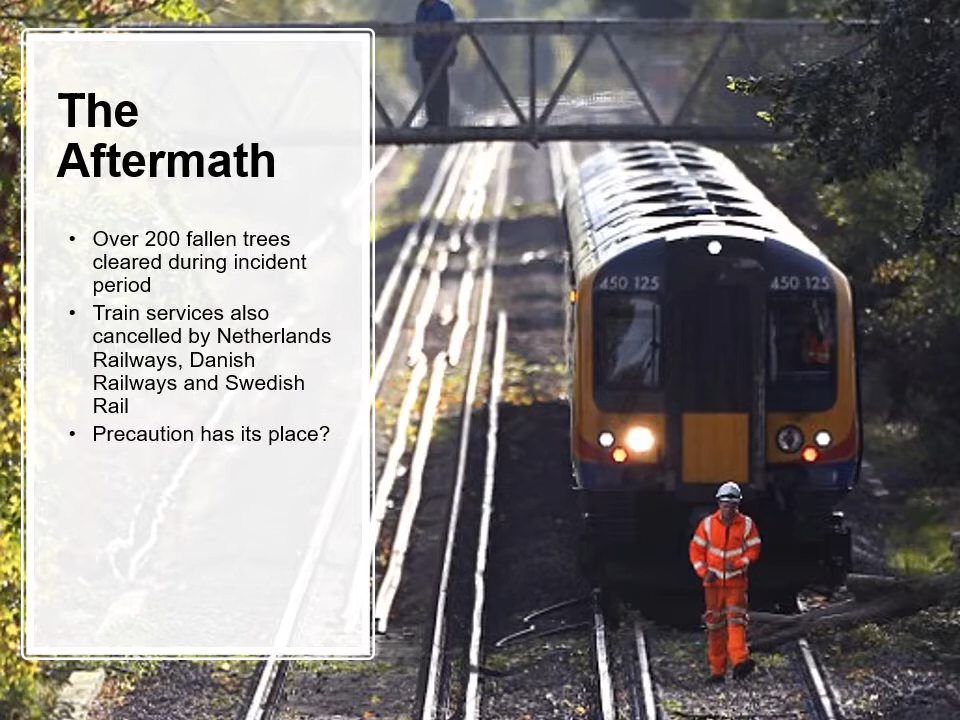 The
Aftermath
• Over 200 fallen trees
cleared during incident
period
• Train services also
cancelled by Netherlands
Railways, Danish
Railways and Swedish
Rail
• Precaution has its place?
450 125
450 125